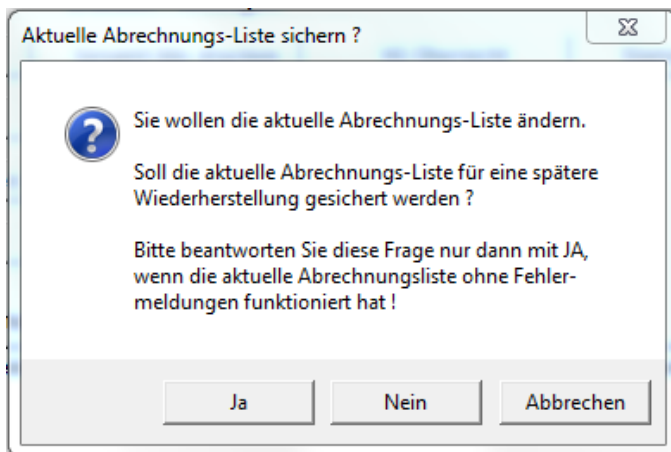 Aktuelle Abrechnungs-Liste sichern ?
Sie wollen die aktuelle Abrechnungs-Liste ändern.
Soll die aktuelle Abrechnungs-Liste für eine spätere
Wiederherstellung gesichert werden ?
Bitte beantworten Sie diese Frage nur dann mit JA,
wenn die aktuelle Abrechnungsliste ohne Fehler-
meldungen funktioniert hat !
Ja
Nein
Abbrechen